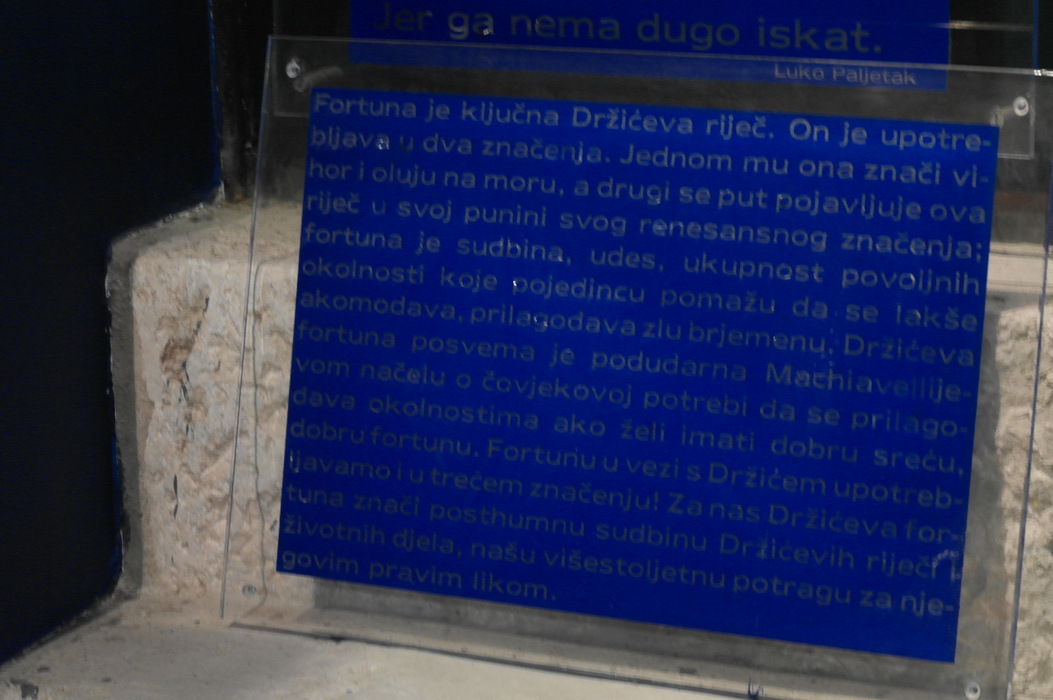 Jer ga nema dugo iskat.
Luko Paljetak
Fortuna je ključna Držićeva riječ. On je upotre-
bljava u dva značenja. Jednom mu ona znači vi-
hor i oluju na moru, a drugi se put pojavljuje ova
riječ u svoj punini svog renesansnog značenja;
fortuna je sudbina, udes, ukupnost povoljnih
okolnosti koje pojedincu pomažu da se lakše
akomodava, prilagodava zlu brjemenu. Držićeva
fortuna posvema je podudarna Machiavellije-
vom načelu o čovjekovoj potrebi da se prilago-
dava okolnostima ako želi imati dobru sreću,
dobru fortunu. Fortunu u vezi s Držićem upotreb-
ljavamo i u trećem značenju! Za nas Držićeva for-
tuna znači posthumnu sudbinu Držićevih riječi i
životnih djela, našu višestoljetnu potragu za nje-
govim pravim likom.